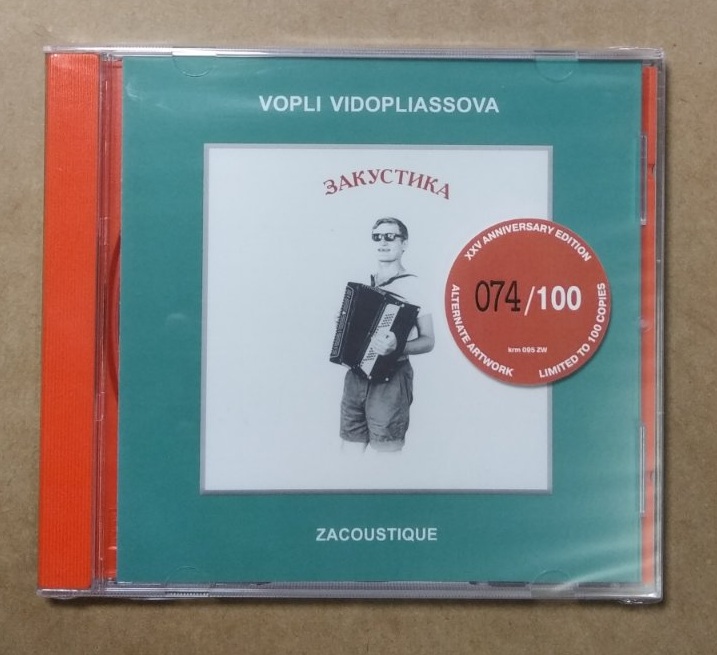 VOPLI VIDOPLIASSOVA
ЗАКУСТИКА
XXV ANNIVERSARY EDITION
074/100
krm 095 ZW
ALTERNATE ARTWORK
LIMITED TO 100 COPIES
ZACOUSTIQUE